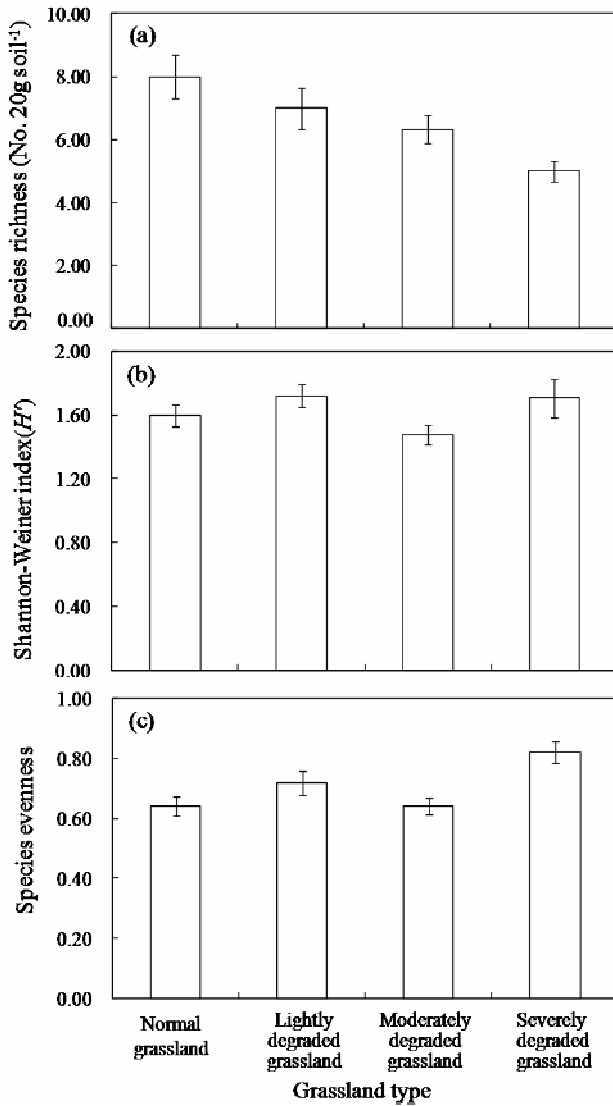 (a)
Species richness (No. 20g soil⁻¹)
10.00
8.00
6.00
4.00
2.00
0.00
(b)
Shannon-Weiner index(H')
2.00
1.60
1.20
0.80
0.40
0.00
(c)
Species evenness
1.00
0.80
0.60
0.40
0.20
0.00
Normal
grassland
Lightly
degraded
grassland
Moderately
degraded
grassland
Severely
degraded
grassland
Grassland type